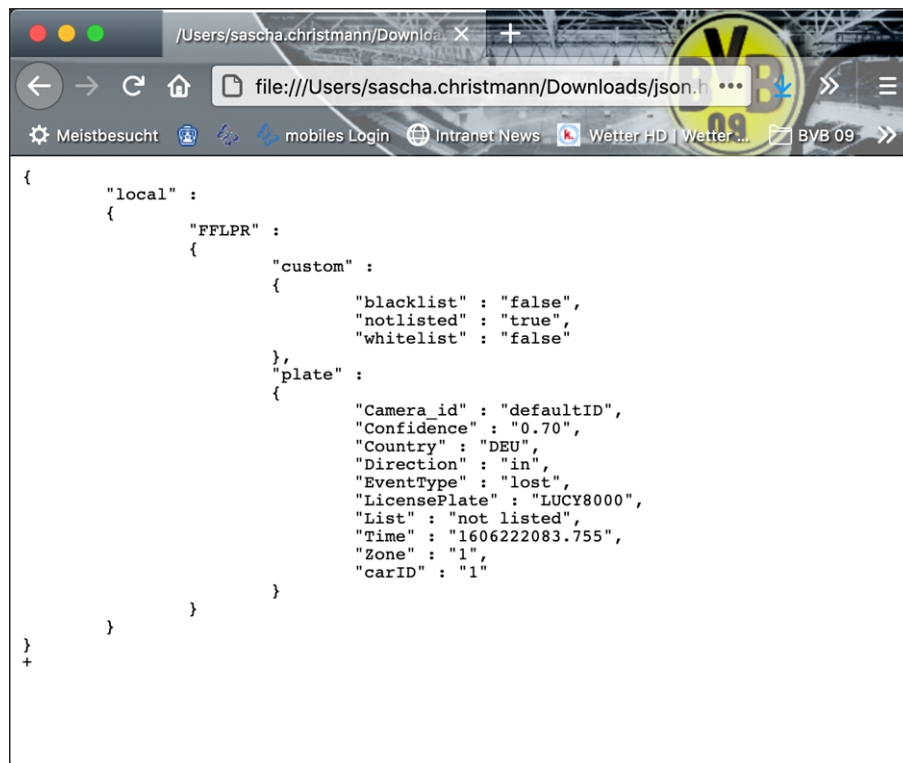 /Users/sascha.christmann/Downloa
file:///Users/sascha.christmann/Downloads/json.h
Meistbesucht mobiles Login Intranet News k. Wetter HD | Wetter ... BVB 09
BVB
09
{
"local" :
{
"FFLPR" :
{
"custom" :
{
"blacklist" : "false",
"notlisted" : "true",
"whitelist" : "false"
},
"plate" :
{
"Camera_id" : "defaultID",
"Confidence" : "0.70",
"Country" : "DEU",
"Direction" : "in",
"EventType" : "lost",
"LicensePlate" : "LUCY8000",
"List" : "not listed",
"Time" : "1606222083.755",
"Zone" : "1",
"carID" : "1"
}
}
}
}
+